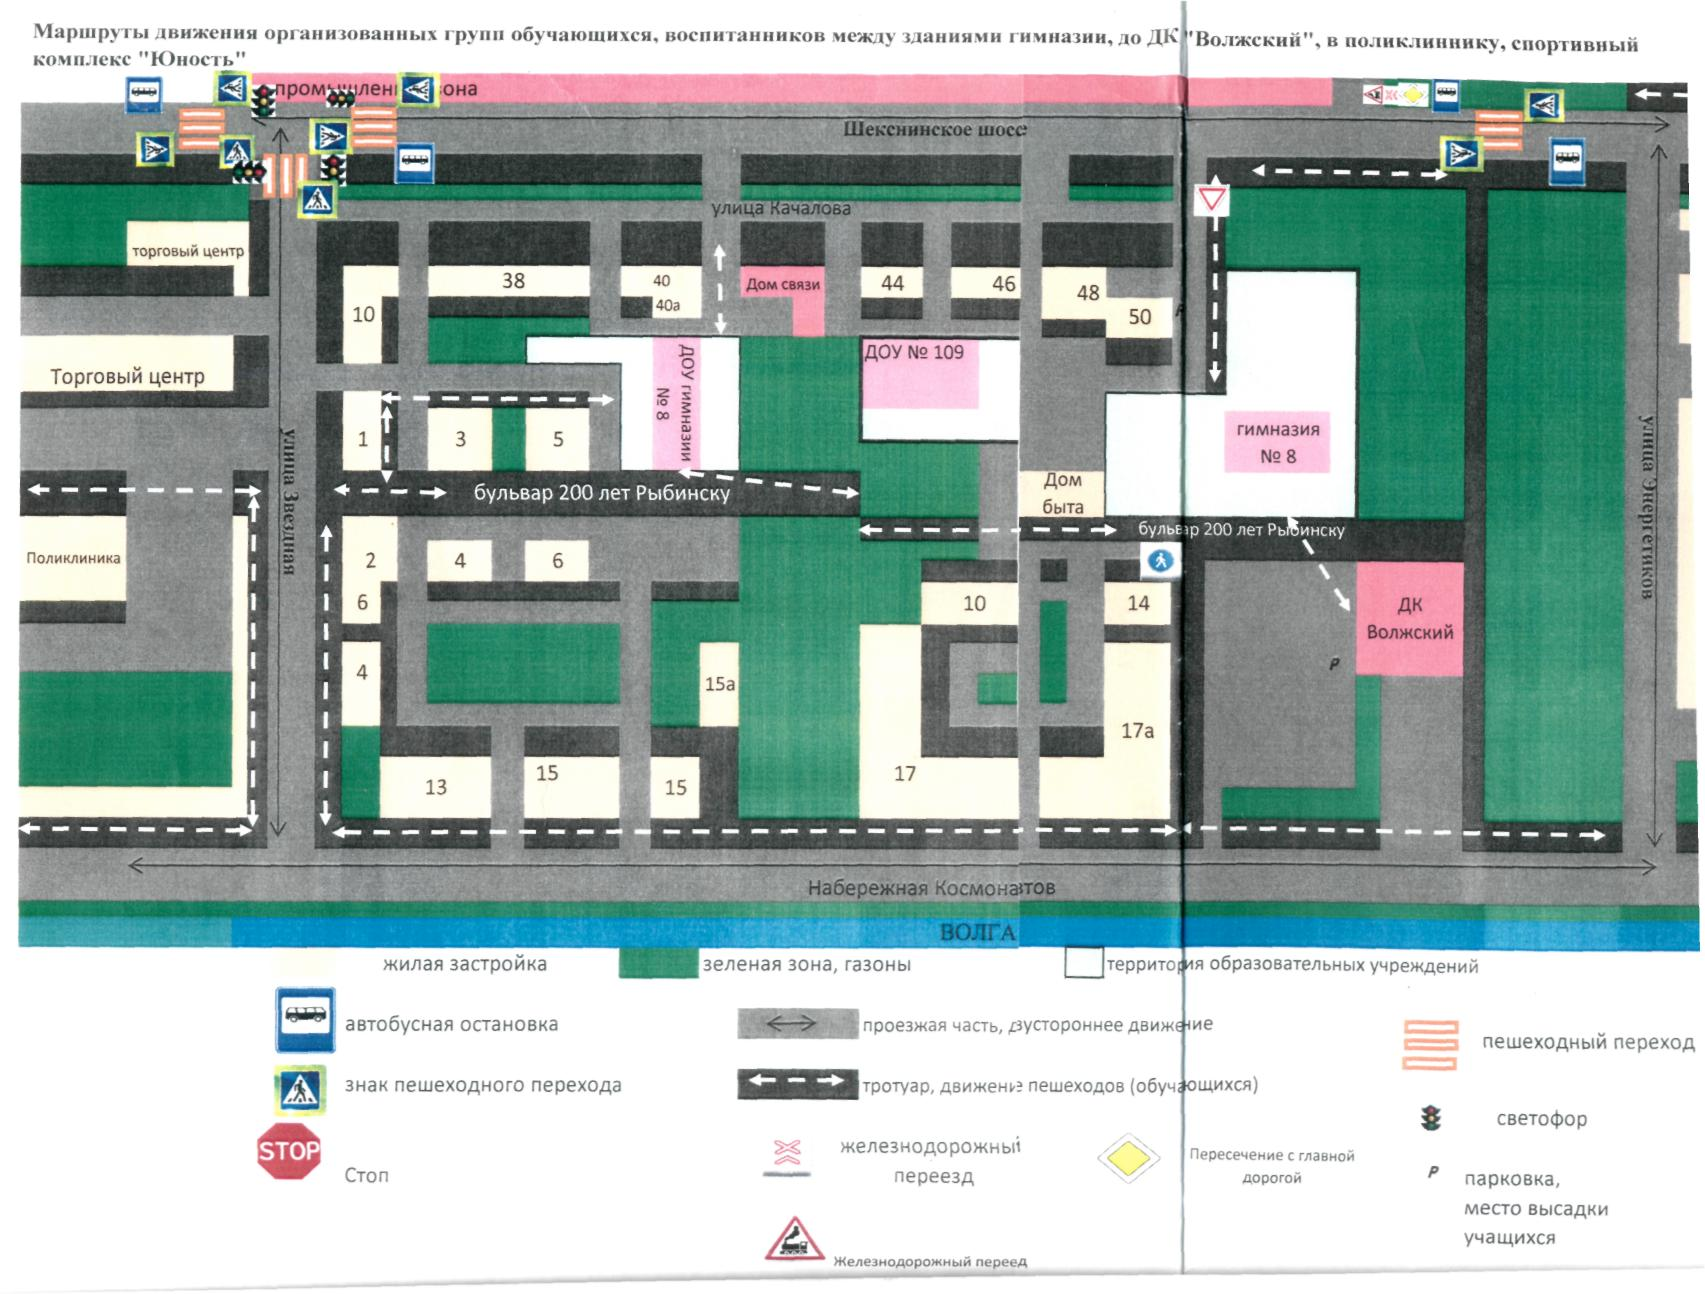 Маршруты движения организованных групп обучающихся, воспитанников между зданиями гимназии, до ДК "Волжский", в поликлиннику, спортивный
комплекс "Юность"
Шекснинское шоссе
улица Качалова
торговый центр
38
40
40а
Дом связи
44
46
48
50
10
Торговый центр
ДОУ гимназии
№ 8
ДОУ № 109
1
3
5
гимназия
№ 8
улица Звездная
улица Энергетиков
Дом
быта
бульвар 200 лет Рыбинску
бульвар 200 лет Рыбинску
Поликлиника
2
4
6
6
10
14
ДК
Волжский
4
15а
Р
17а
13
15
15
17
Набережная Космонавтов
ВОЛГА
жилая застройка
зеленая зона, газоны
территория образовательных учреждений
автобусная остановка
проезжая часть, двустороннее движение
пешеходный переход
знак пешеходного перехода
тротуар, движение пешеходов (обучающихся)
светофор
STOP
Стоп
железнодорожный
переезд
Пересечение с главной
дорогой
Р
парковка,
место высадки
учащихся
Железнодорожный переед